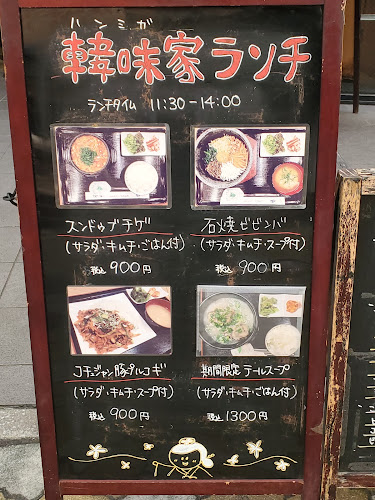 ハンミガ
韓味家ランチ
ランチタイム 11:30-14:00
スンドゥブチゲ
(サラダ・キムチ・ごはん付)
税込 900円
石焼ビビンバ
(サラダ・キムチ・スープ付)
税込 900円
コチュジャン豚プルコギ
(サラダ・キムチ・スープ付)
税込 900円
期間限定 テールスープ
(サラダ・キムチ・ごはん付)
税込 1300円